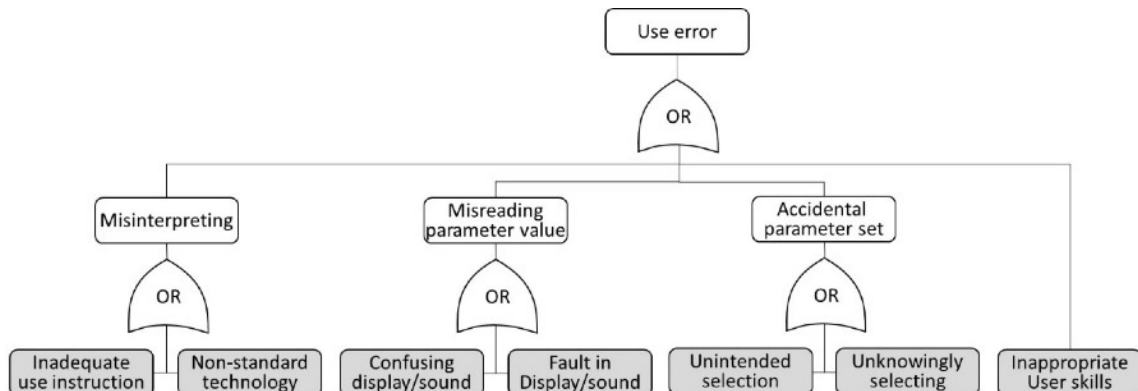 Use error
OR
Misinterpreting
Misreading
parameter value
Accidental
parameter set
OR
OR
OR
Inadequate
use instruction
Non-standard
technology
Confusing
display/sound
Fault in
Display/sound
Unintended
selection
Unknowingly
selecting
Inappropriate
User skills